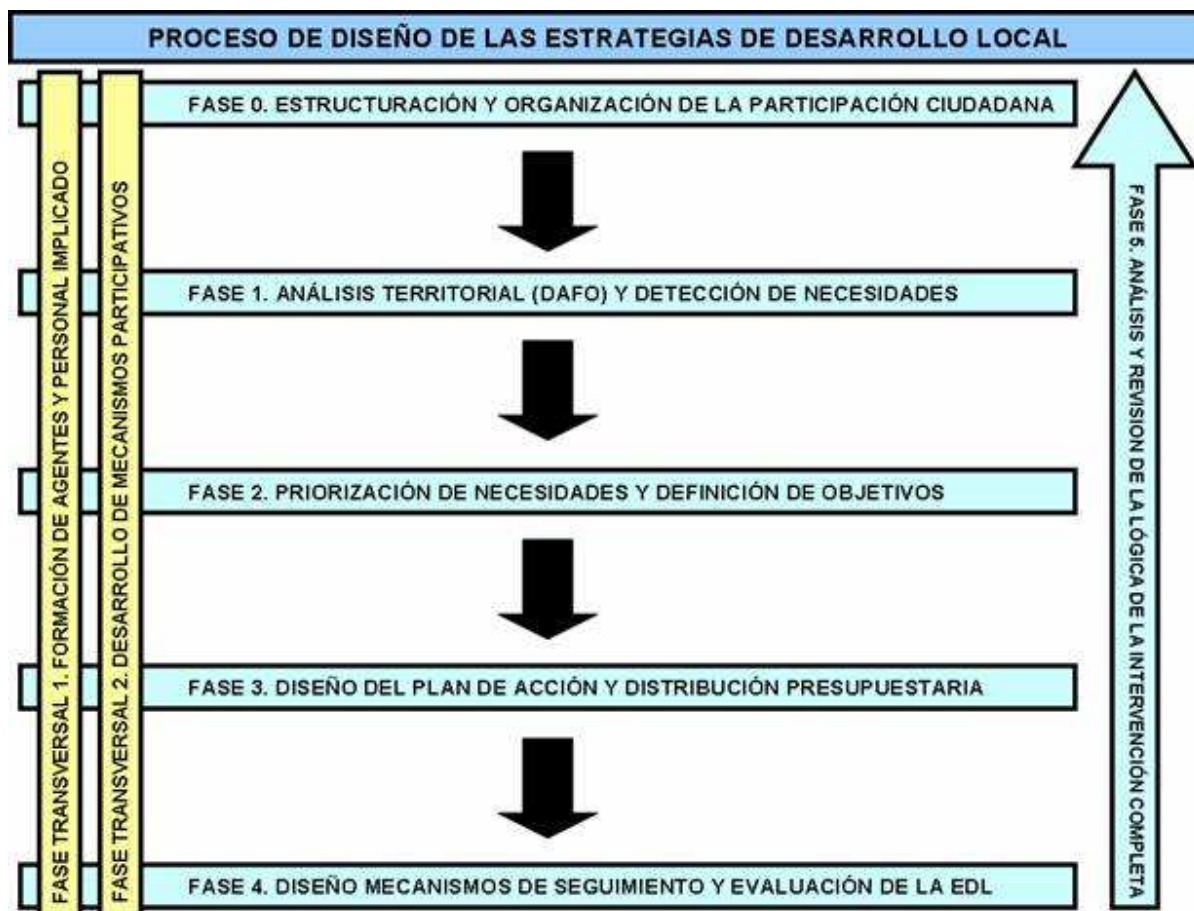 PROCESO DE DISEÑO DE LAS ESTRATEGIAS DE DESARROLLO LOCAL
FASE 0. ESTRUCTURACIÓN Y ORGANIZACIÓN DE LA PARTICIPACIÓN CIUDADANA
FASE 1. ANÁLISIS TERRITORIAL (DAFO) Y DETECCIÓN DE NECESIDADES
FASE 2. PRIORIZACIÓN DE NECESIDADES Y DEFINICIÓN DE OBJETIVOS
FASE 3. DISEÑO DEL PLAN DE ACCIÓN Y DISTRIBUCIÓN PRESUPUESTARIA
FASE 4. DISEÑO MECANISMOS DE SEGUIMIENTO Y EVALUACIÓN DE LA EDL
FASE TRANSVERSAL 1. FORMACIÓN DE AGENTES Y PERSONAL IMPLICADO
FASE TRANSVERSAL 2. DESARROLLO DE MECANISMOS PARTICIPATIVOS
FASE 5. ANÁLISIS Y REVISION DE LA LÓGICA DE LA INTERVENCIÓN COMPLETA